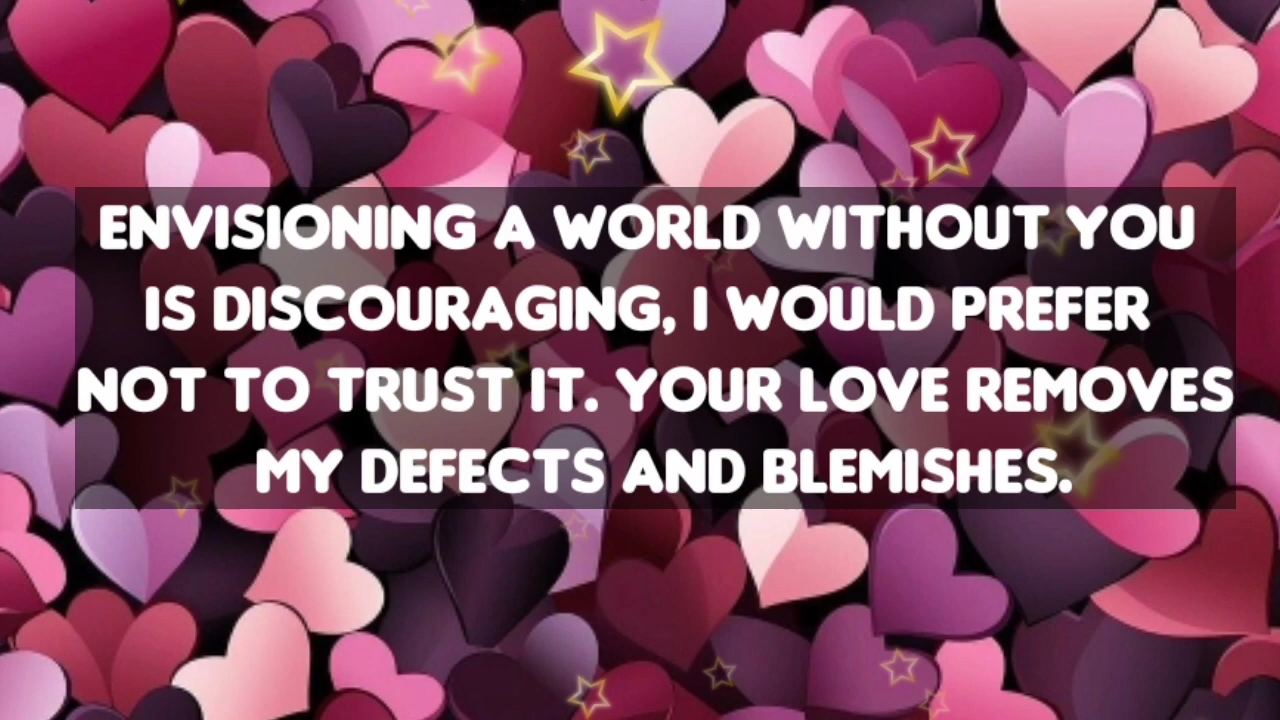 ENVISIONING A WORLD WITHOUT YOU
IS DISCOURAGING, I WOULD PREFER
NOT TO TRUST IT. YOUR LOVE REMOVES
MY DEFECTS AND BLEMISHES.